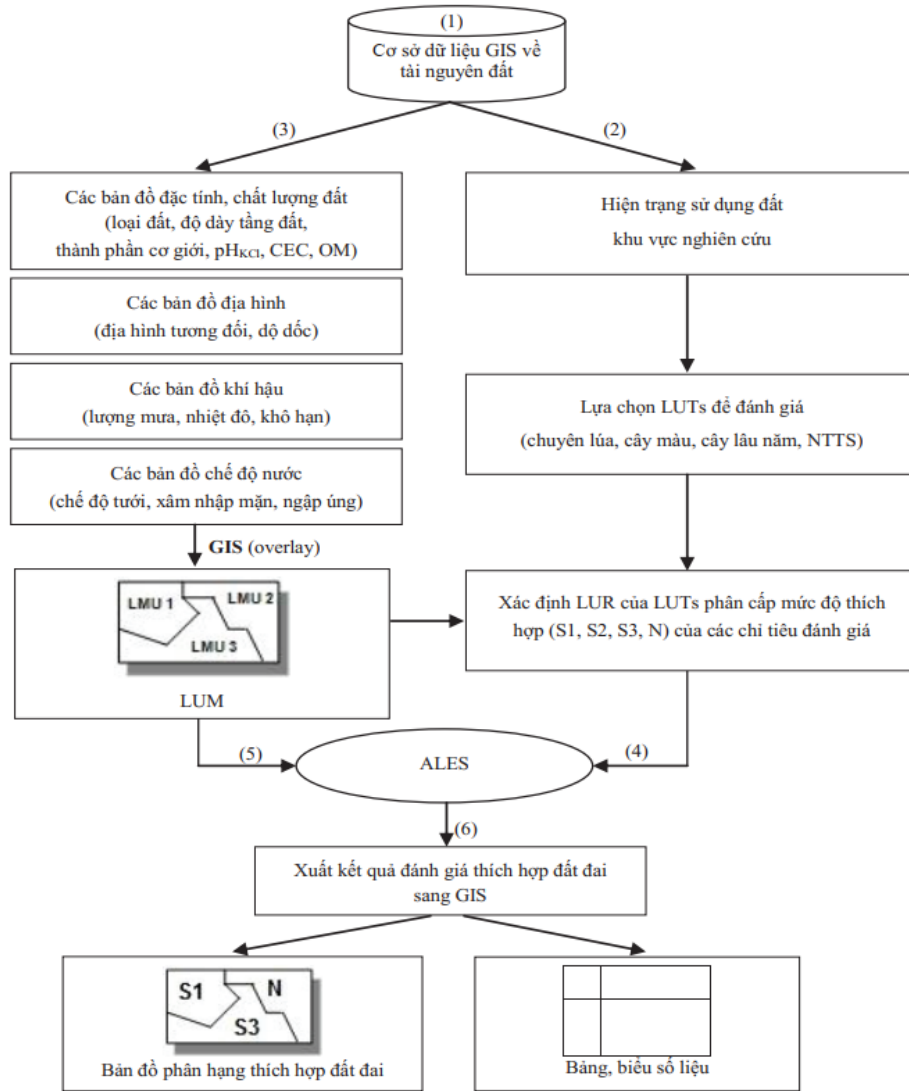 (1)
Cơ sở dữ liệu GIS về
tài nguyên đất
(3)
(2)
Các bản đồ đặc tính, chất lượng đất
(loại đất, độ dày tầng đất,
thành phần cơ giới, pHKCl, CEC, OM)
Hiện trạng sử dụng đất
khu vực nghiên cứu
Các bản đồ địa hình
(địa hình tương đối, dộ dốc)
Các bản đồ khí hậu
(lượng mưa, nhiệt đô, khô hạn)
Lựa chọn LUTs để đánh giá
(chuyên lúa, cây màu, cây lâu năm, NTTS)
Các bản đồ chế độ nước
(chế độ tưới, xâm nhập mặn, ngập úng)
GIS (overlay)
LMU 1
LMU 2
LMU 3
LUM
Xác định LUR của LUTs phân cấp mức độ thích
hợp (S1, S2, S3, N) của các chỉ tiêu đánh giá
(5)
(4)
ALES
(6)
Xuất kết quả đánh giá thích hợp đất đai
sang GIS
S1
N
S3
Bản đồ phân hạng thích hợp đất đai
Bảng, biểu số liệu